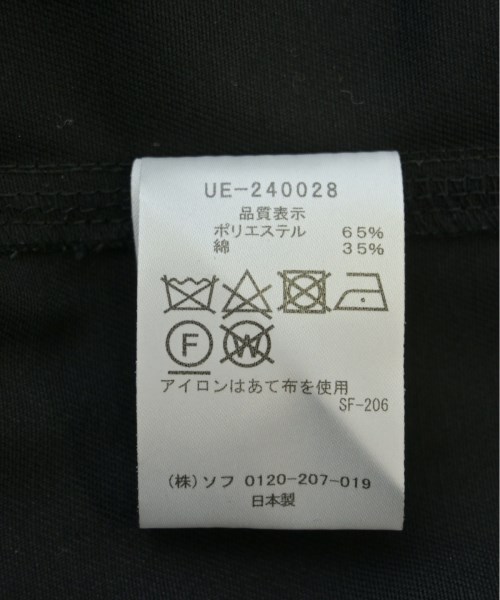 UE-240028
品質表示
ポリエステル 65%
綿 35%
F W
アイロンはあて布を使用
SF-206
(株)ソフ 0120-207-019
日本製